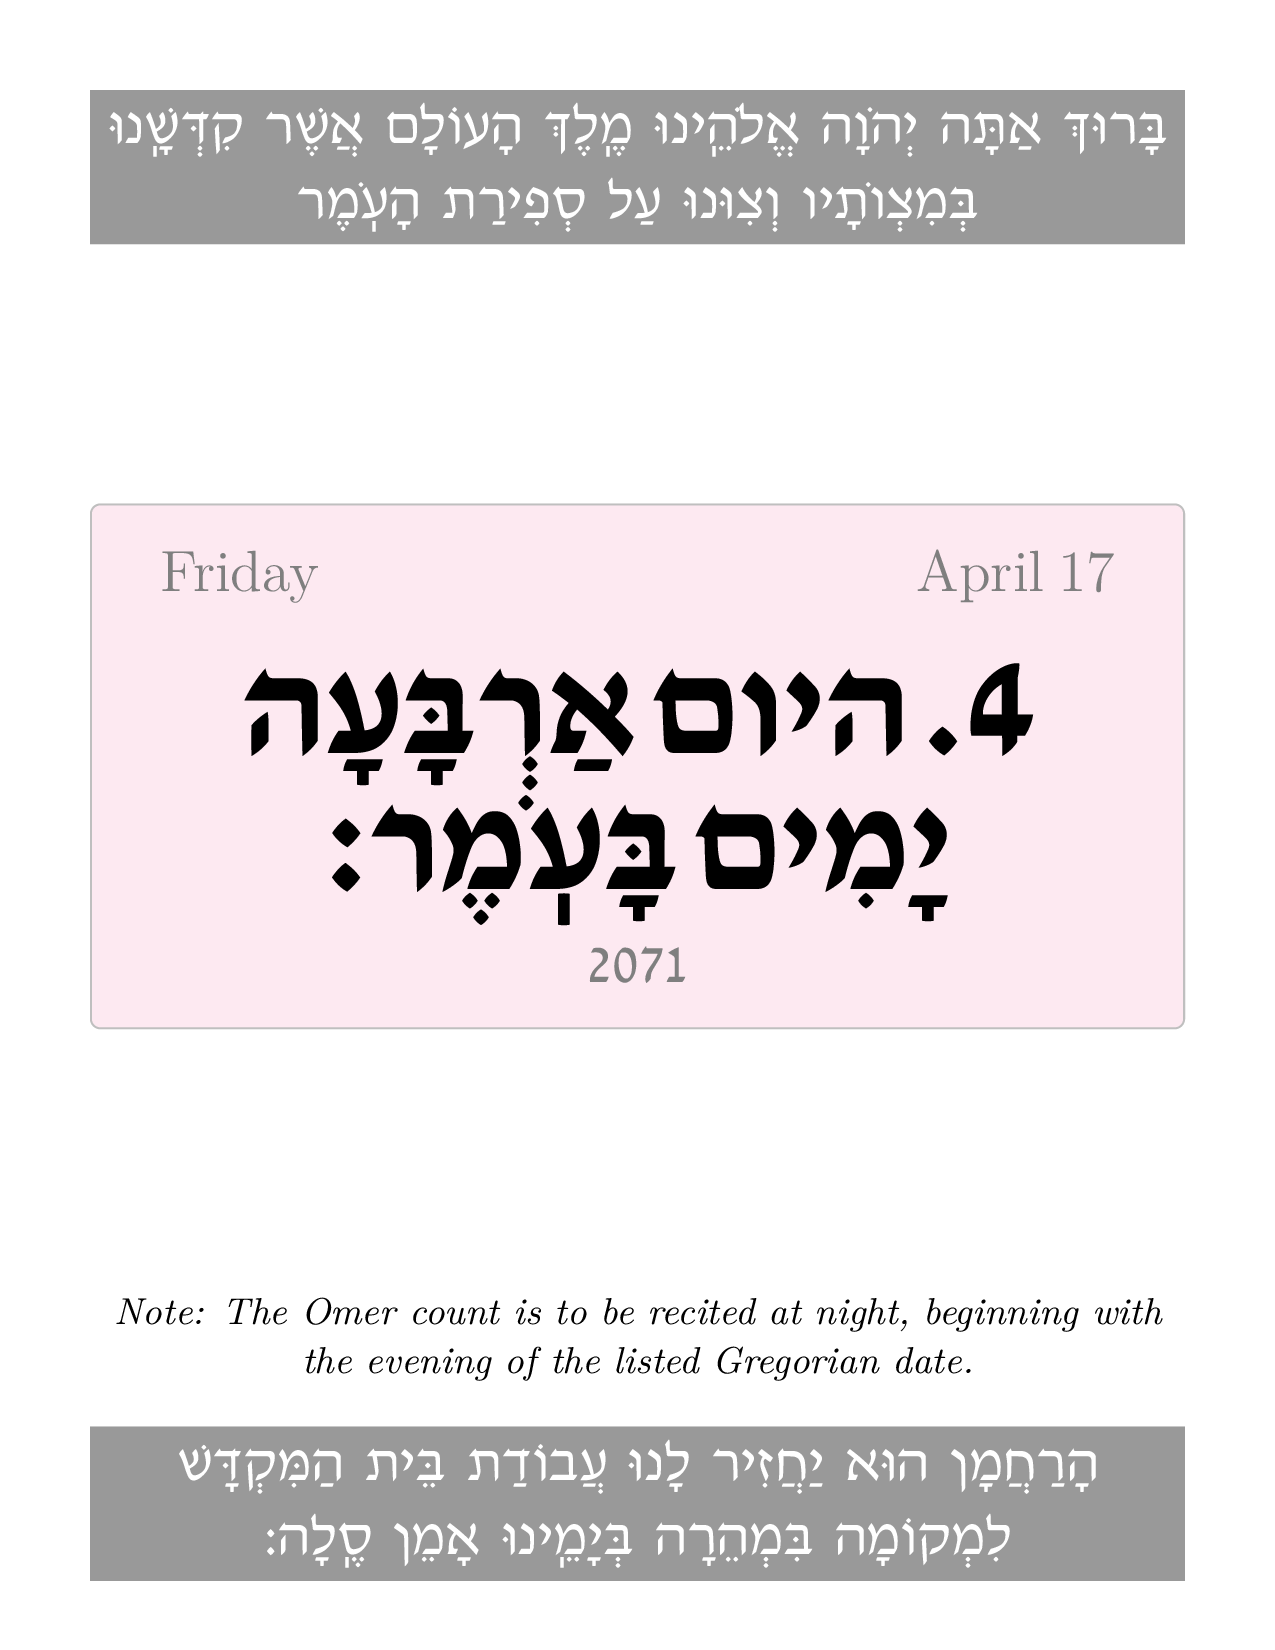 בָּרוּךְ אַתָּה יְהֹוָה אֱלֹהֵֽינוּ מֶֽלֶךְ הָעוֹלָם אֲשֶׁר קִדְּשָֽׁנוּ
בְּמִצְוֹתָיו וְצִוּנוּ עַל סְפִירַת הָעֹֽמֶר
Friday April 17
4. היום אַרְבָּעָה
יָמִים בָּעֹֽמֶר:
2071
Note: The Omer count is to be recited at night, beginning with
the evening of the listed Gregorian date.
הָרַחֲמָן הוּא יַחֲזִיר לָנוּ עֲבוֹדַת בֵּית הַמִּקְדָּשׁ
לִמְקוֹמָה בִּמְהֵרָה בְּיָמֵֽינוּ אָמֵן סֶֽלָה: